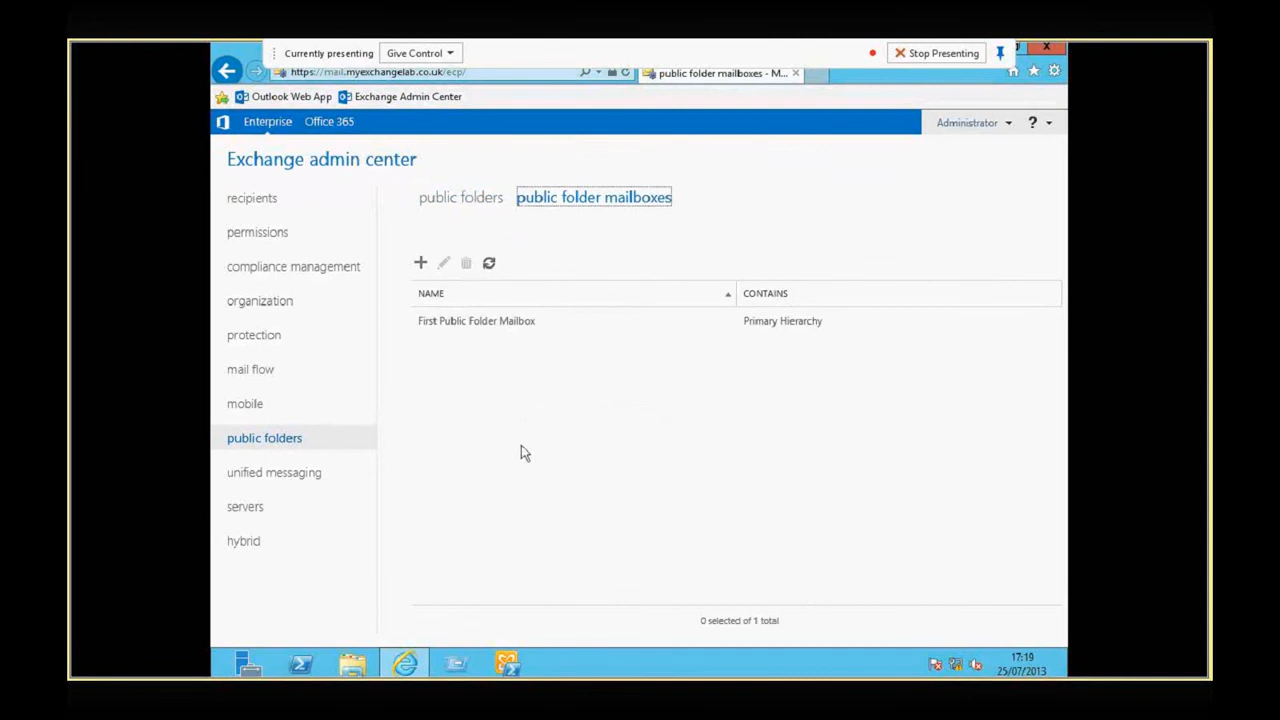 Currently presenting Give Control Stop Presenting
https://mail.myexchangelab.co.uk/ecp/ public folder mailboxes - M...
Outlook Web App Exchange Admin Center
Enterprise Office 365 Administrator ?
Exchange admin center
recipients
permissions
compliance management
organization
protection
mail flow
mobile
public folders
unified messaging
servers
hybrid
public folders public folder mailboxes
NAME CONTAINS
First Public Folder Mailbox Primary Hierarchy
0 selected of 1 total
17:19
25/07/2013